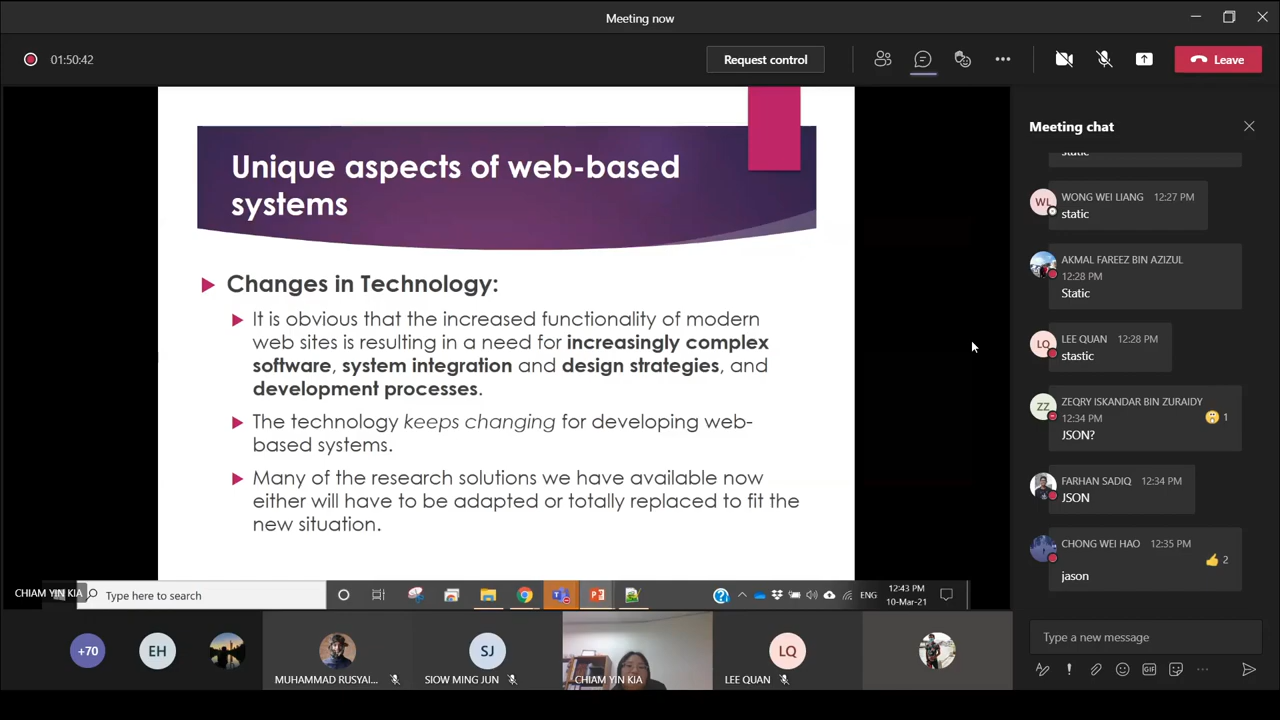 Meeting now
01:50:42
Request control
Leave
Unique aspects of web-based
systems
Changes in Technology:
It is obvious that the increased functionality of modern
web sites is resulting in a need for increasingly complex
software, system integration and design strategies, and
development processes.
The technology keeps changing for developing web-
based systems.
Many of the research solutions we have available now
either will have to be adapted or totally replaced to fit the
new situation.
Meeting chat
static
WL
WONG WEI LIANG 12:27 PM
static
AKMAL FAREEZ BIN AZIZUL
12:28 PM
Static
LQ
LEE QUAN 12:28 PM
stastic
ZZ
ZEQRY ISKANDAR BIN ZURAIDY
12:34 PM
1
JSON?
FARHAN SADIQ 12:34 PM
JSON
CHONG WEI HAO 12:35 PM
2
jason
Type a new message
GIF
CHIAM YIN KIA
Type here to search
ENG
12:43 PM
10-Mar-21
+70
EH
MUHAMMAD RUSYAI...
SJ
SIOW MING JUN
CHIAM YIN KIA
LQ
LEE QUAN